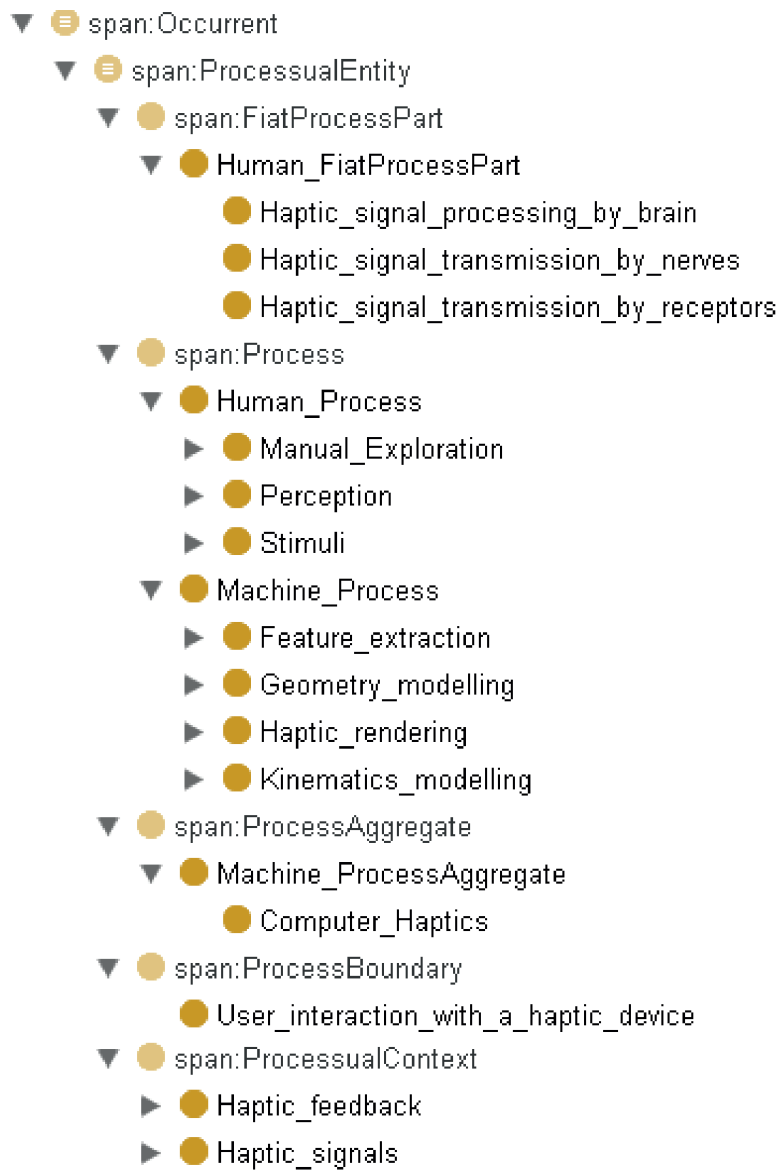 span:Occurrent
span:ProcessualEntity
span:FiatProcessPart
Human_FiatProcessPart
Haptic_signal_processing_by_brain
Haptic_signal_transmission_by_nerves
Haptic_signal_transmission_by_receptors
span:Process
Human_Process
Manual_Exploration
Perception
Stimuli
Machine_Process
Feature_extraction
Geometry_modelling
Haptic_rendering
Kinematics_modelling
span:ProcessAggregate
Machine_ProcessAggregate
Computer_Haptics
span:ProcessBoundary
User_interaction_with_a_haptic_device
span:ProcessualContext
Haptic_feedback
Haptic_signals